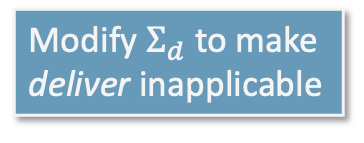 Modify Σ_d to make
deliver inapplicable